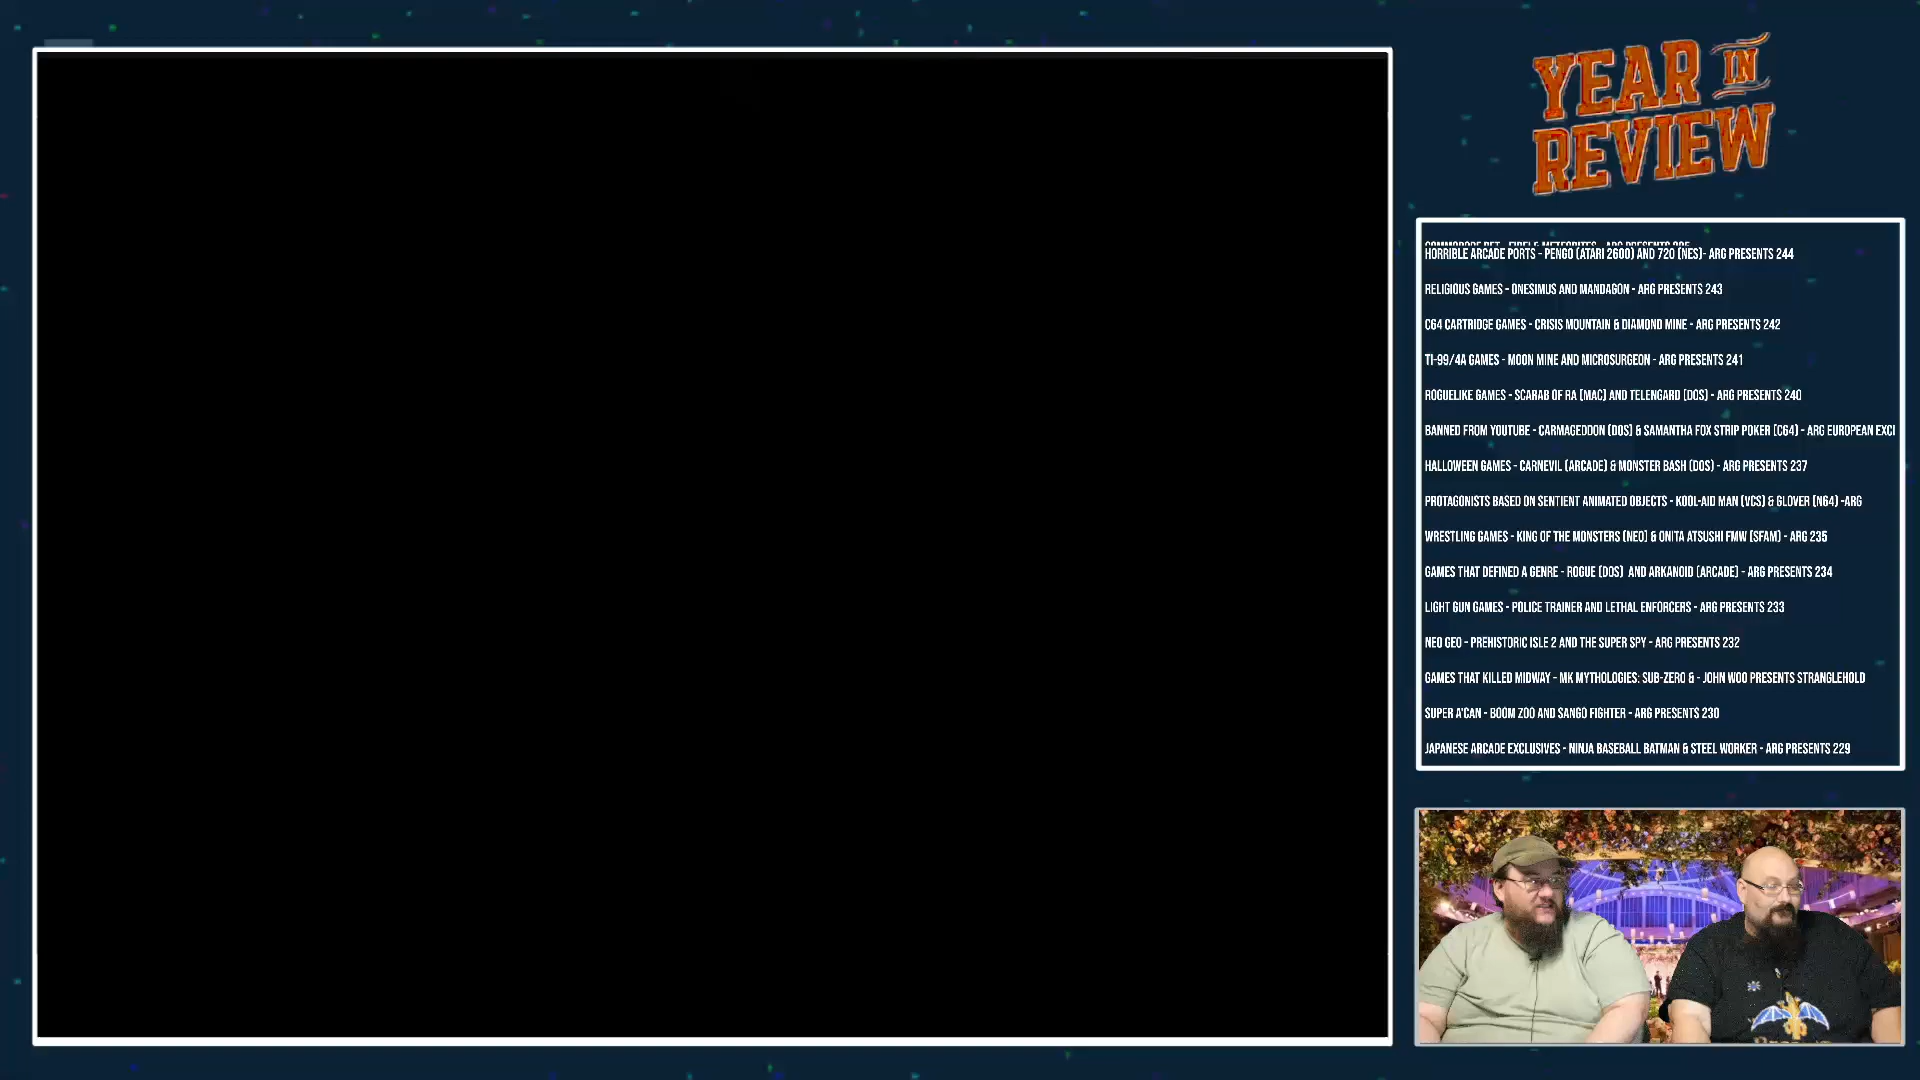 YEAR IN
REVIEW
HORRIBLE ARCADE PORTS - PENGO (ATARI 2600) AND 720 (NES)- ARG PRESENTS 244
RELIGIOUS GAMES - ONESIMUS AND MANDAGON - ARG PRESENTS 243
C64 CARTRIDGE GAMES - CRISIS MOUNTAIN & DIAMOND MINE - ARG PRESENTS 242
TI-99/4A GAMES - MOON MINE AND MICROSURGEON - ARG PRESENTS 241
ROGUELIKE GAMES - SCARAB OF RA (MAC) AND TELENGARD (DOS) - ARG PRESENTS 240
BANNED FROM YOUTUBE - CARMAGEDDON (DOS) & SAMANTHA FOX STRIP POKER (C64) - ARG EUROPEAN EXCI
HALLOWEEN GAMES - CARNEVIL (ARCADE) & MONSTER BASH (DOS) - ARG PRESENTS 237
PROTAGONISTS BASED ON SENTIENT ANIMATED OBJECTS - KOOL-AID MAN (VCS) & GLOVER (N64) -ARG
WRESTLING GAMES - KING OF THE MONSTERS (NEO) & ONITA ATSUSHI FMW (SFAM) - ARG 235
GAMES THAT DEFINED A GENRE - ROGUE (DOS) AND ARKANOID (ARCADE) - ARG PRESENTS 234
LIGHT GUN GAMES - POLICE TRAINER AND LETHAL ENFORCERS - ARG PRESENTS 233
NEO GEO - PREHISTORIC ISLE 2 AND THE SUPER SPY - ARG PRESENTS 232
GAMES THAT KILLED MIDWAY - MK MYTHOLOGIES: SUB-ZERO & - JOHN WOO PRESENTS STRANGLEHOLD
SUPER A'CAN - BOOM ZOO AND SANGO FIGHTER - ARG PRESENTS 230
JAPANESE ARCADE EXCLUSIVES - NINJA BASEBALL BATMAN & STEEL WORKER - ARG PRESENTS 229